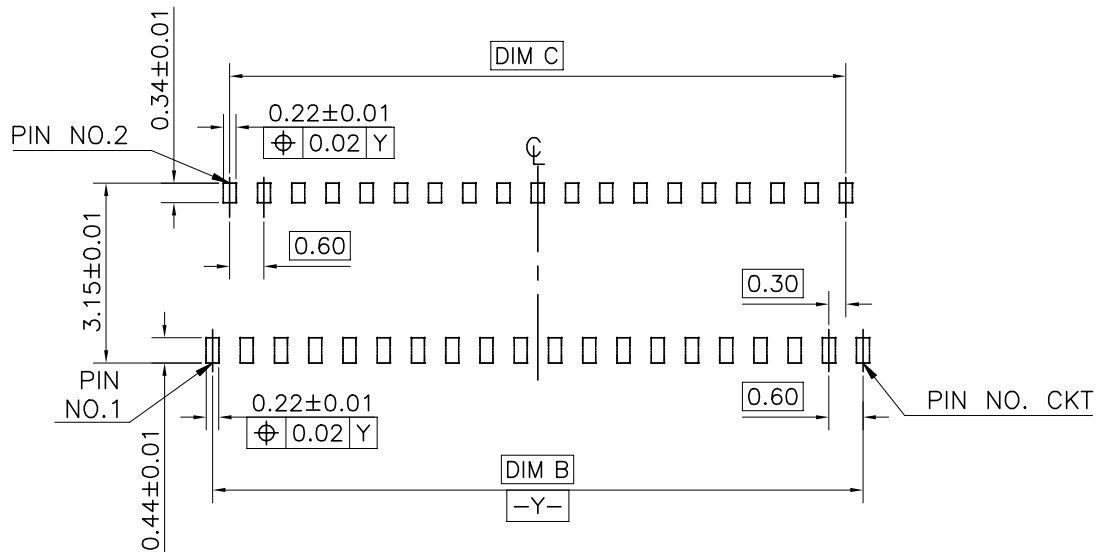 DIM C
0.34±0.01
0.22±0.01
⌖ 0.02 Y
PIN NO.2
℄
0.60
3.15±0.01
0.30
PIN
NO.1
0.22±0.01
⌖ 0.02 Y
0.60
PIN NO. CKT
DIM B
-Y-
0.44±0.01